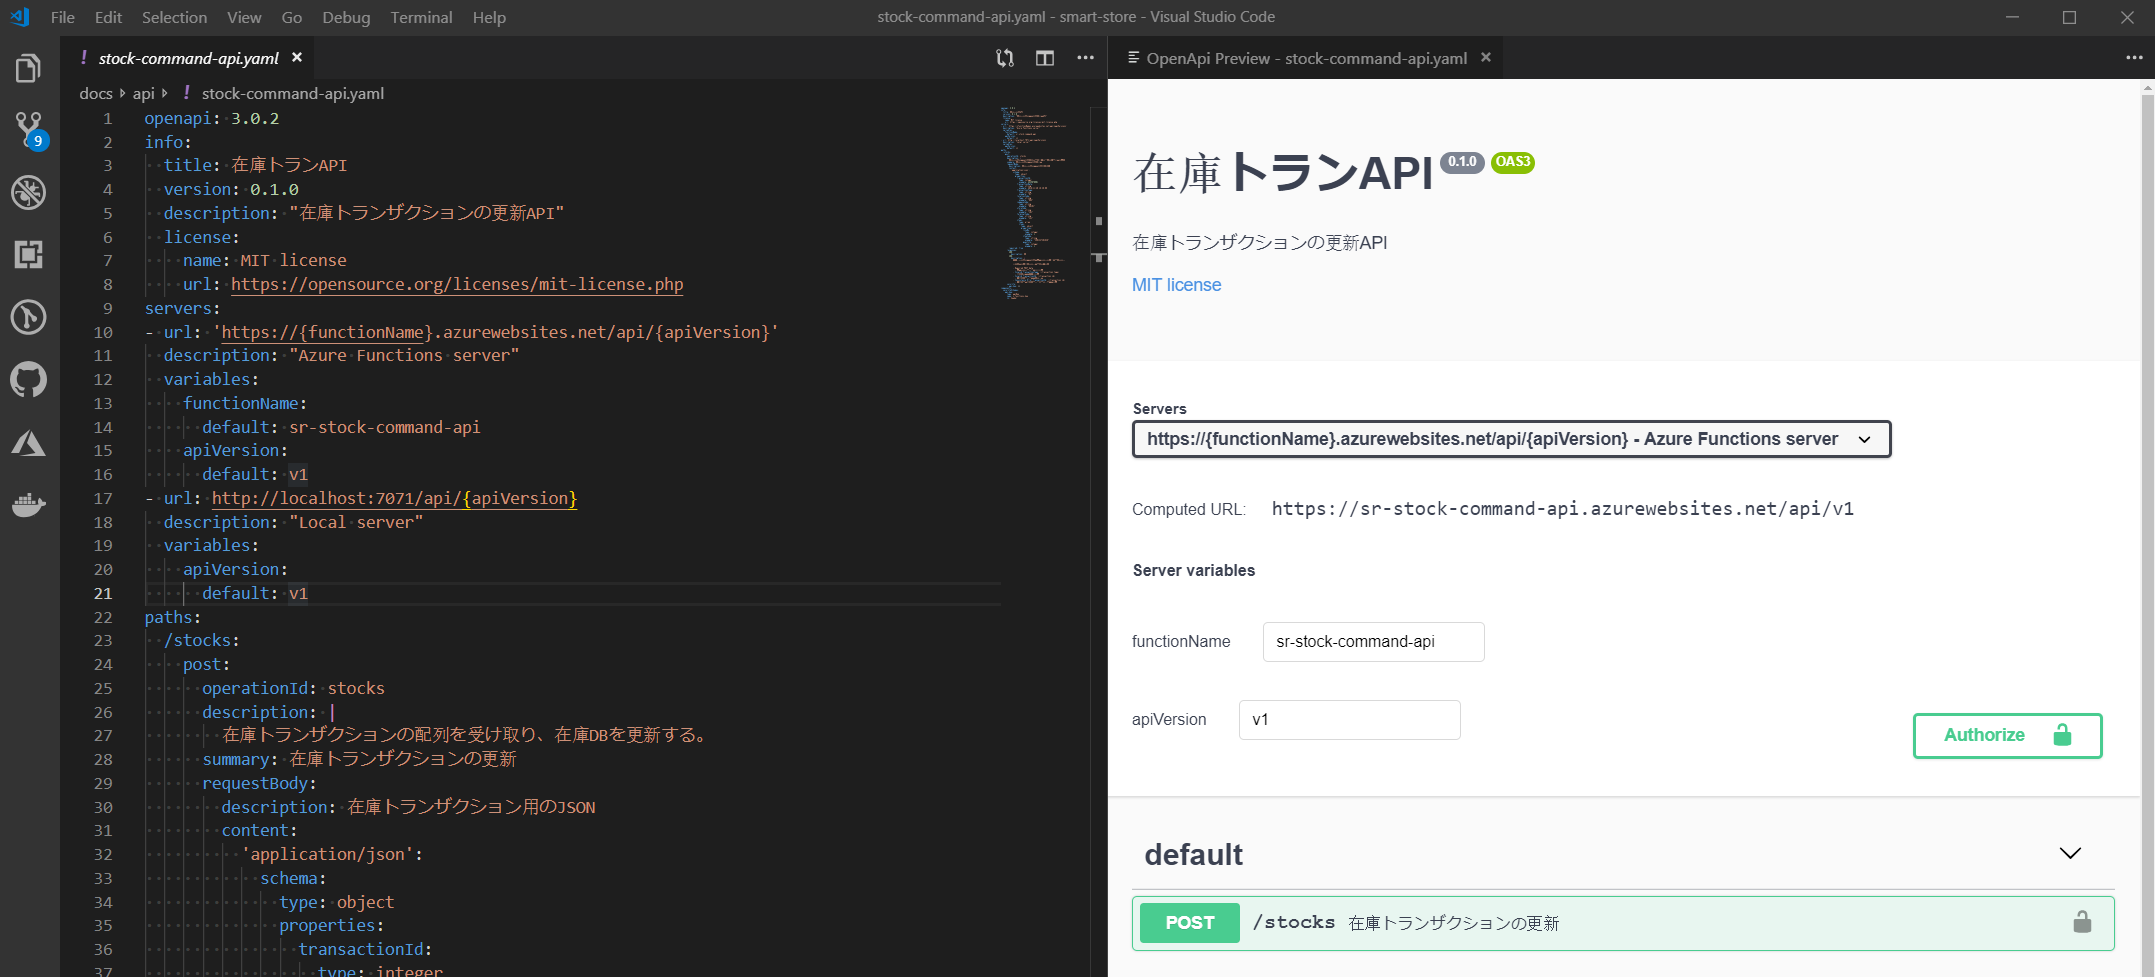 File Edit Selection View Go Debug Terminal Help
stock-command-api.yaml - smart-store - Visual Studio Code
! stock-command-api.yaml
docs api ! stock-command-api.yaml
9
1 openapi: 3.0.2
2 info:
3 title: 在庫トランAPI
4 version: 0.1.0
5 description: "在庫トランザクションの更新API"
6 license:
7 name: MIT license
8 url: https://opensource.org/licenses/mit-license.php
9 servers:
10 - url: 'https://{functionName}.azurewebsites.net/api/{apiVersion}'
11 description: "Azure Functions server"
12 variables:
13 functionName:
14 default: sr-stock-command-api
15 apiVersion:
16 default: v1
17 - url: http://localhost:7071/api/{apiVersion}
18 description: "Local server"
19 variables:
20 apiVersion:
21 default: v1
22 paths:
23 /stocks:
24 post:
25 operationId: stocks
26 description: |
27 在庫トランザクションの配列を受け取り、在庫DBを更新する。
28 summary: 在庫トランザクションの更新
29 requestBody:
30 description: 在庫トランザクション用のJSON
31 content:
32 'application/json':
33 schema:
34 type: object
35 properties:
36 transactionId:
37 type: integer
OpenApi Preview - stock-command-api.yaml
在庫トランAPI 0.1.0 OAS3
在庫トランザクションの更新API
MIT license
Servers
https://{functionName}.azurewebsites.net/api/{apiVersion} - Azure Functions server
Computed URL: https://sr-stock-command-api.azurewebsites.net/api/v1
Server variables
functionName sr-stock-command-api
apiVersion v1
Authorize
default
POST /stocks 在庫トランザクションの更新